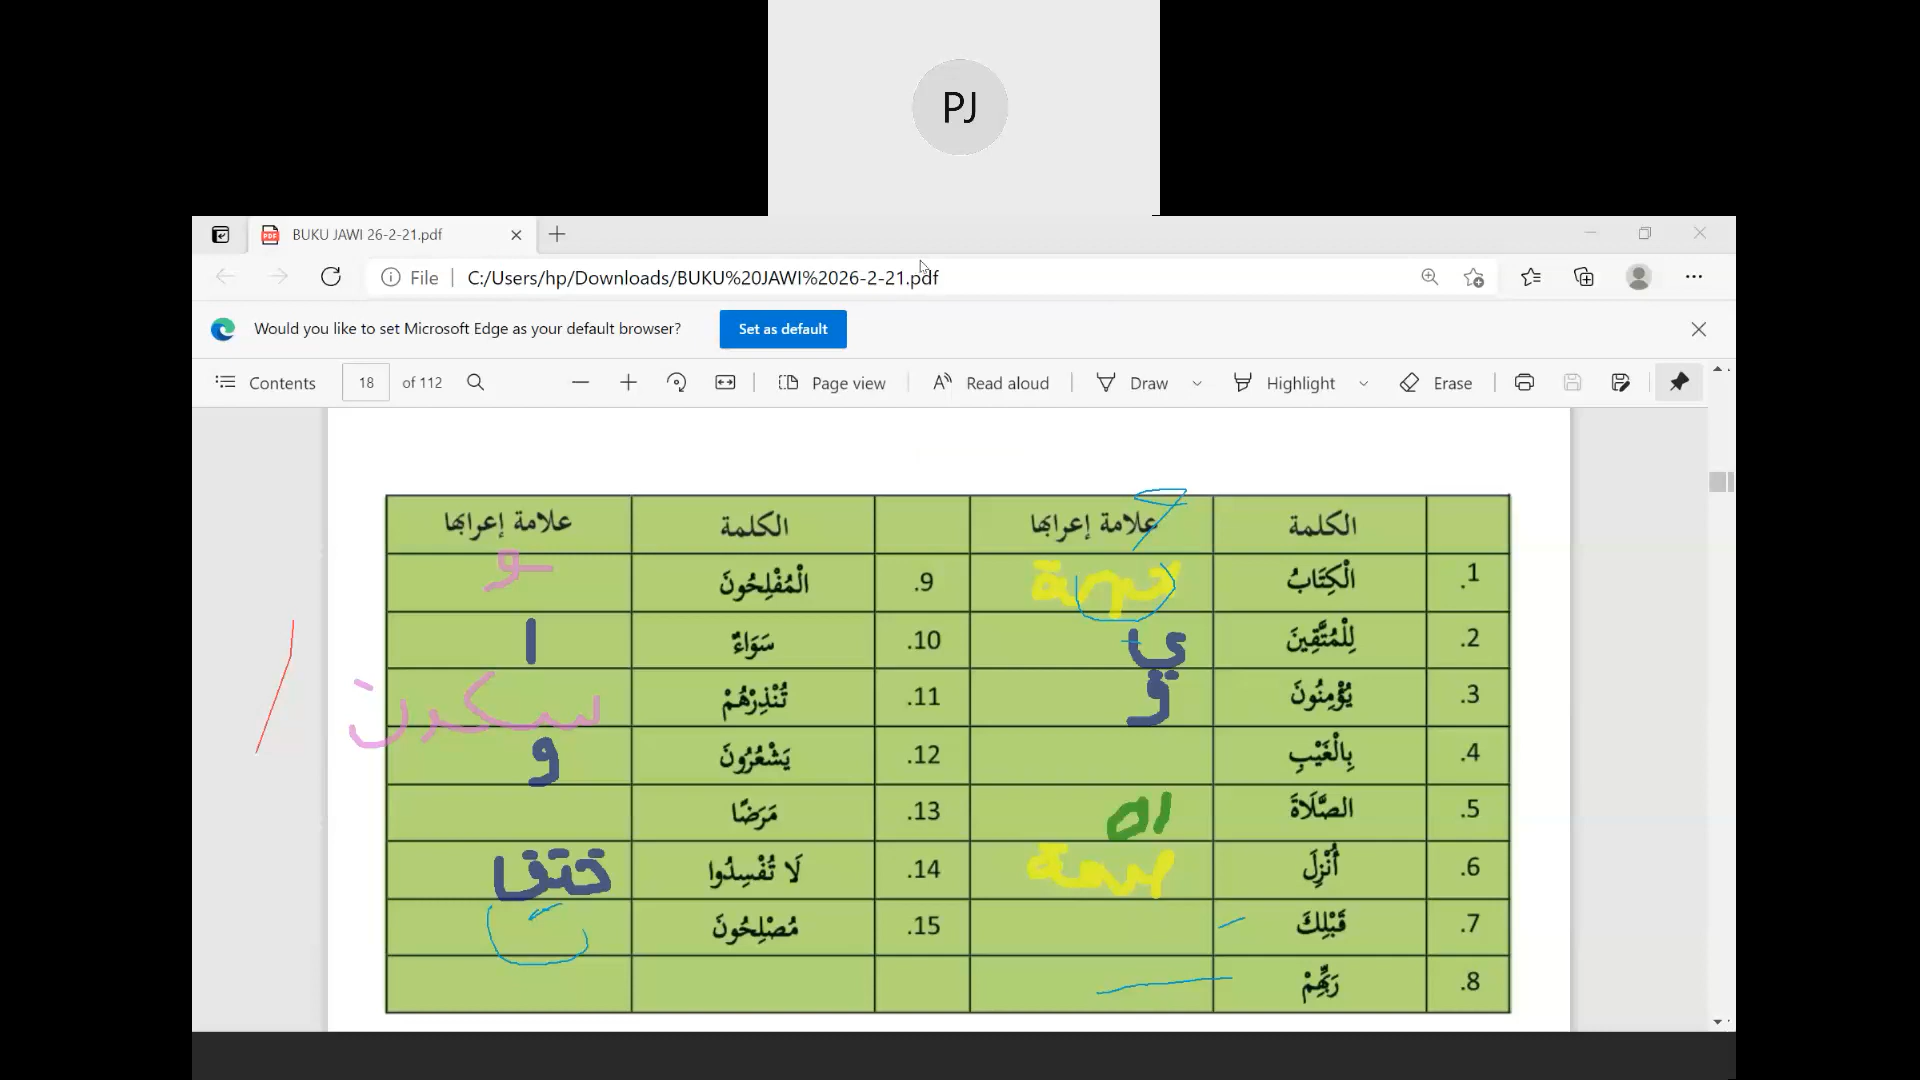 PJ
BUKU JAWI 26-2-21.pdf
File C:/Users/hp/Downloads/BUKU%20JAWI%2026-2-21.pdf
Would you like to set Microsoft Edge as your default browser? Set as default
Contents 18 of 112 Page view Read aloud Draw Highlight Erase
الكلمة علامة إعرابها الكلمة علامة إعرابها
1. الْكِتَابُ 9. الْمُفْلِحُونَ و
2. لِلْمُتَّقِينَ ي 10. سَوَاءٌ ا
3. يُؤْمِنُونَ 11. تُنْذِرْهُمْ سكون
4. بِالْغَيْبِ 12. يَشْعُرُونَ و
5. الصَّلَاةَ 13. مَرَضًا
6. أُنْزِلَ 14. لَا تُفْسِدُوا
7. قَبْلِكَ 15. مُصْلِحُونَ
8. رَبِّهِمْ